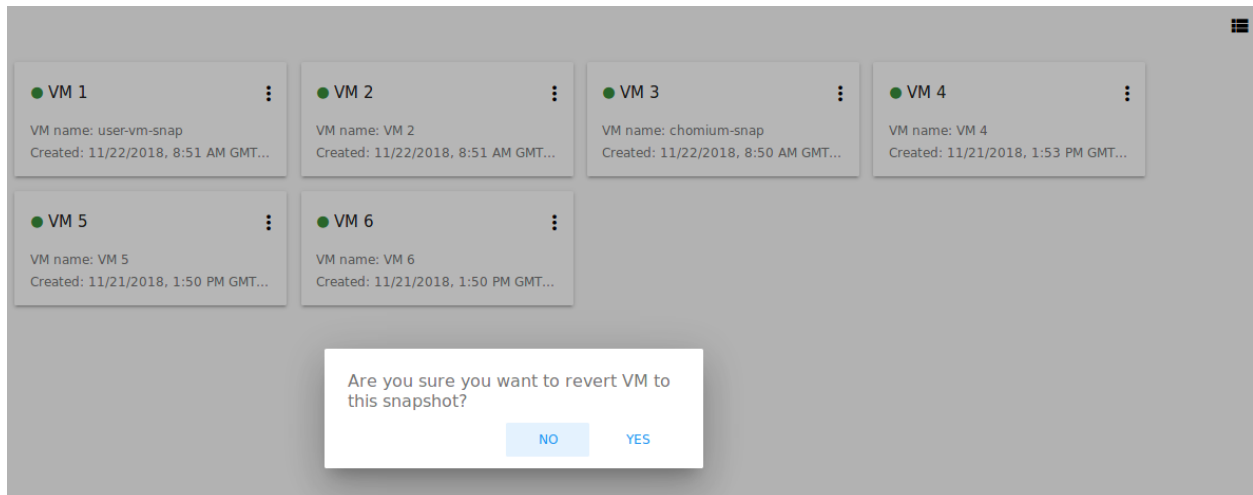 VM 1
VM name: user-vm-snap
Created: 11/22/2018, 8:51 AM GMT...
VM 2
VM name: VM 2
Created: 11/22/2018, 8:51 AM GMT...
VM 3
VM name: chomium-snap
Created: 11/22/2018, 8:50 AM GMT...
VM 4
VM name: VM 4
Created: 11/21/2018, 1:53 PM GMT...
VM 5
VM name: VM 5
Created: 11/21/2018, 1:50 PM GMT...
VM 6
VM name: VM 6
Created: 11/21/2018, 1:50 PM GMT...
Are you sure you want to revert VM to
this snapshot?
NO YES